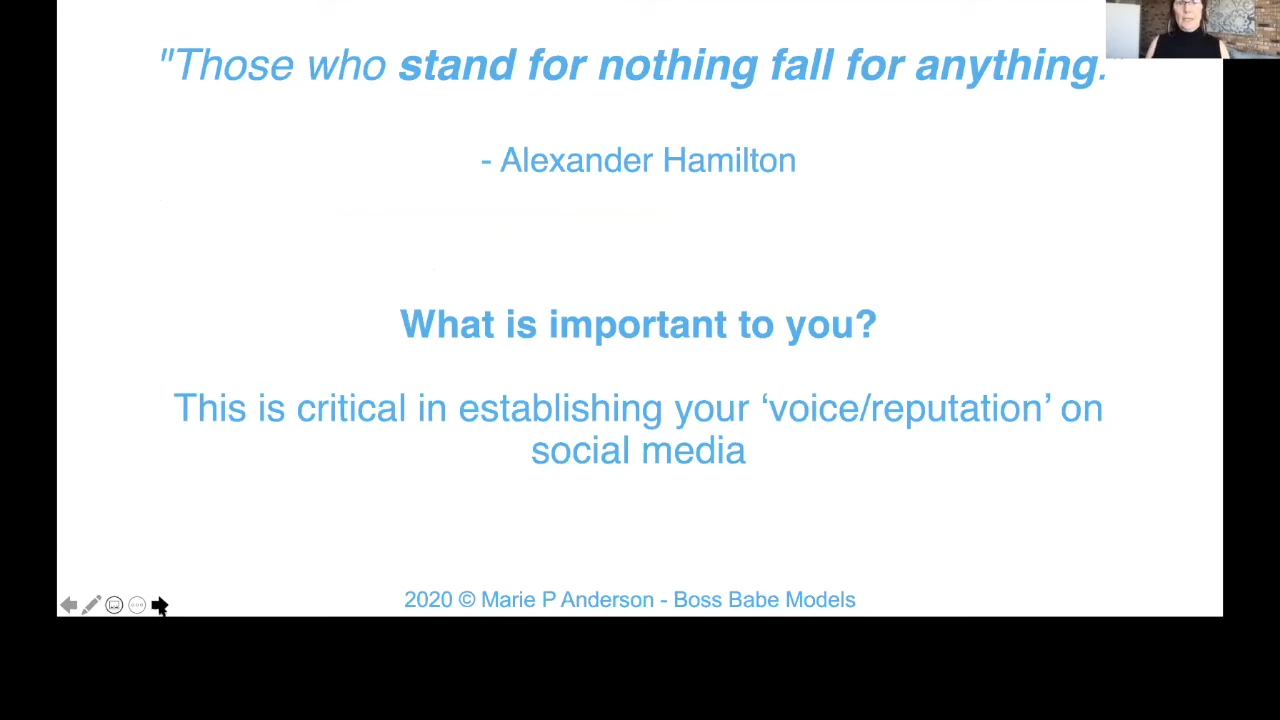 "Those who stand for nothing fall for anything."
- Alexander Hamilton
What is important to you?
This is critical in establishing your ‘voice/reputation’ on
social media
2020 © Marie P Anderson - Boss Babe Models